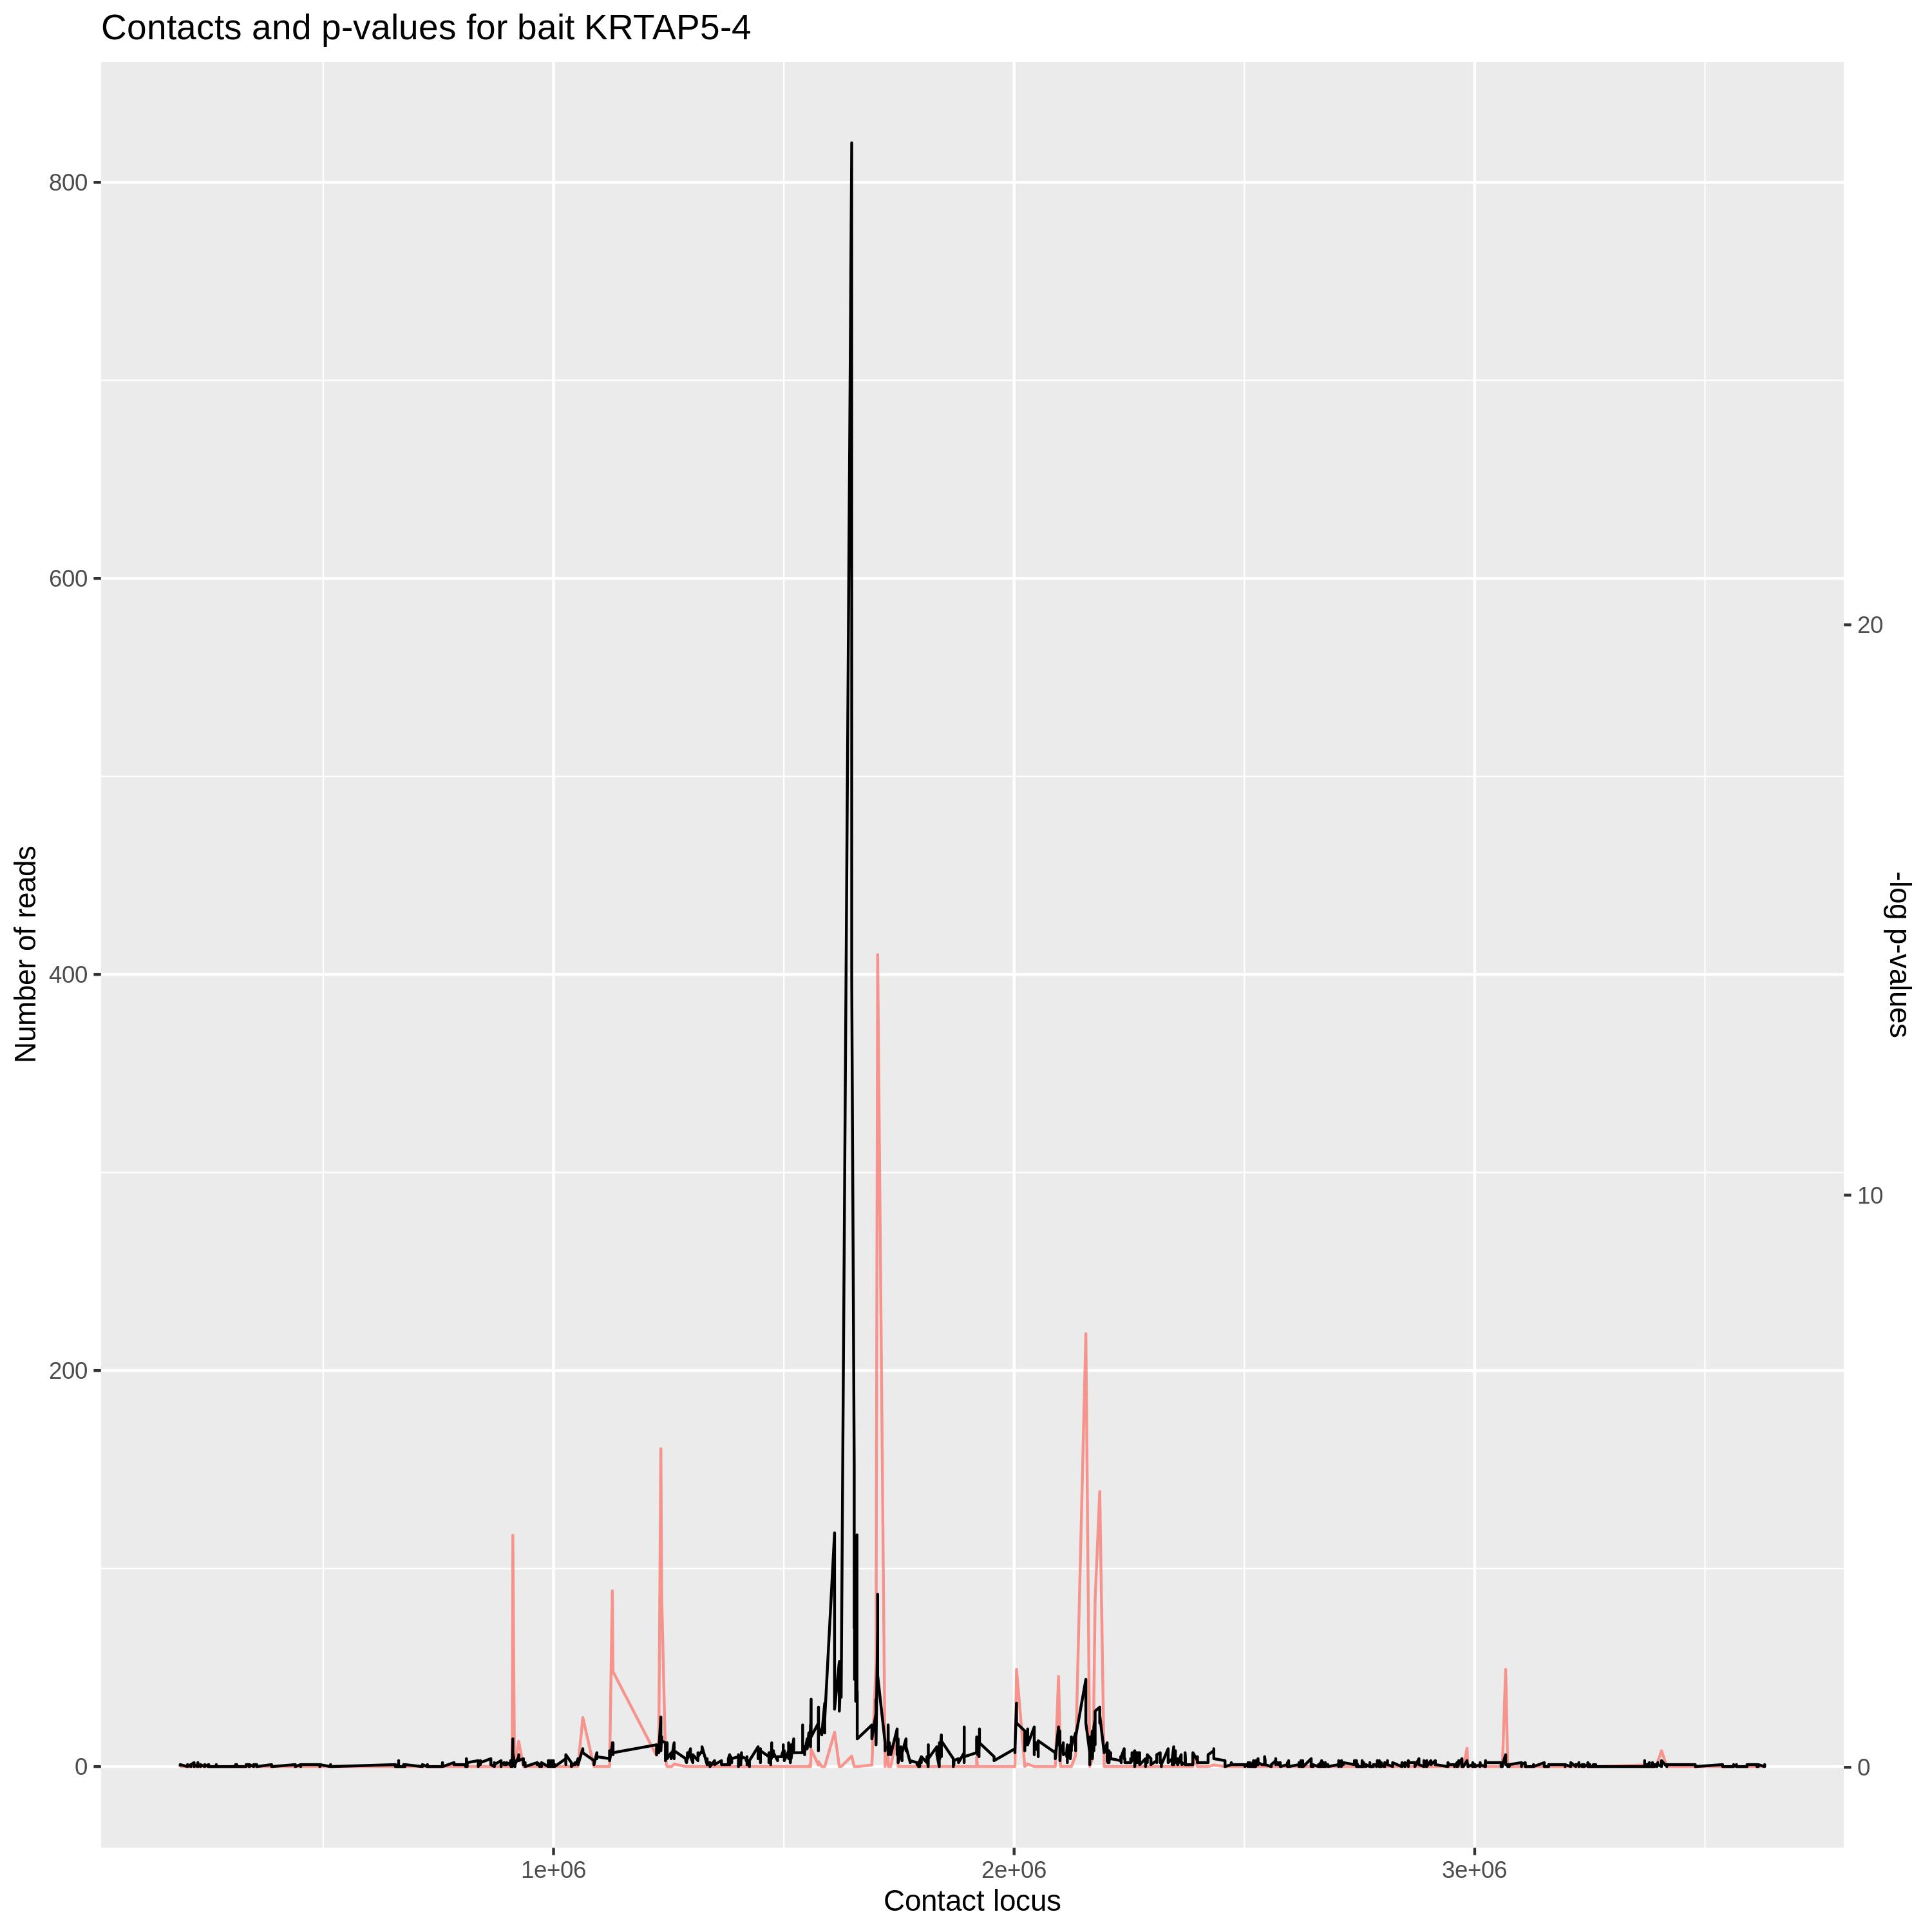 Contacts and p-values for bait KRTAP5-4
800
600
400
200
0
Number of reads
20
10
0
-log p-values
1e+06
2e+06
3e+06
Contact locus